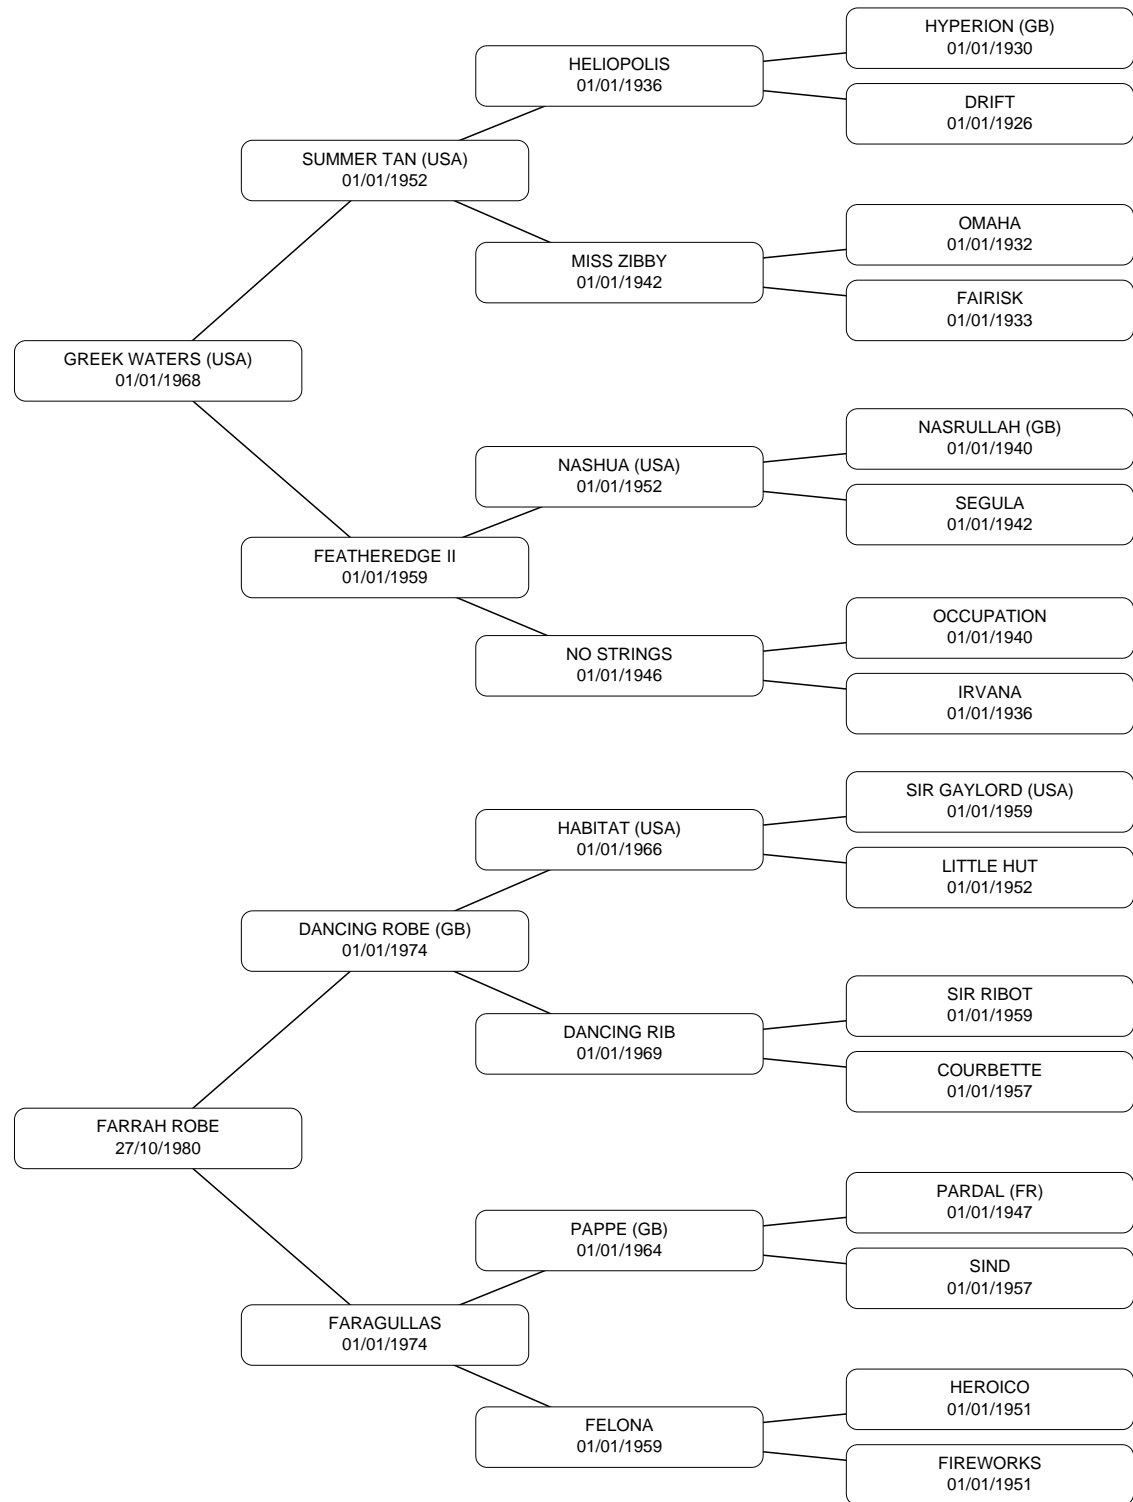 HYPERION (GB)
01/01/1930
HELIOPOLIS
01/01/1936
DRIFT
01/01/1926
SUMMER TAN (USA)
01/01/1952
OMAHA
01/01/1932
MISS ZIBBY
01/01/1942
FAIRISK
01/01/1933
GREEK WATERS (USA)
01/01/1968
NASRULLAH (GB)
01/01/1940
NASHUA (USA)
01/01/1952
SEGULA
01/01/1942
FEATHEREDGE II
01/01/1959
OCCUPATION
01/01/1940
NO STRINGS
01/01/1946
IRVANA
01/01/1936
SIR GAYLORD (USA)
01/01/1959
HABITAT (USA)
01/01/1966
LITTLE HUT
01/01/1952
DANCING ROBE (GB)
01/01/1974
SIR RIBOT
01/01/1959
DANCING RIB
01/01/1969
COURBETTE
01/01/1957
FARRAH ROBE
27/10/1980
PARDAL (FR)
01/01/1947
PAPPE (GB)
01/01/1964
SIND
01/01/1957
FARAGULLAS
01/01/1974
HEROICO
01/01/1951
FELONA
01/01/1959
FIREWORKS
01/01/1951